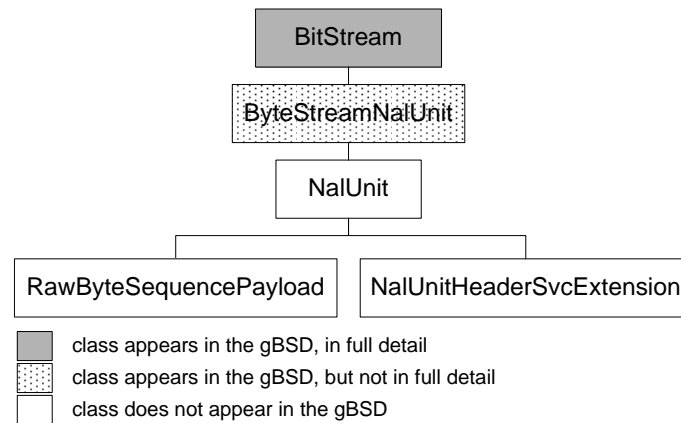 BitStream
ByteStreamNalUnit
NalUnit
RawByteSequencePayload
NalUnitHeaderSvcExtension
class appears in the gBSD, in full detail
class appears in the gBSD, but not in full detail
class does not appear in the gBSD